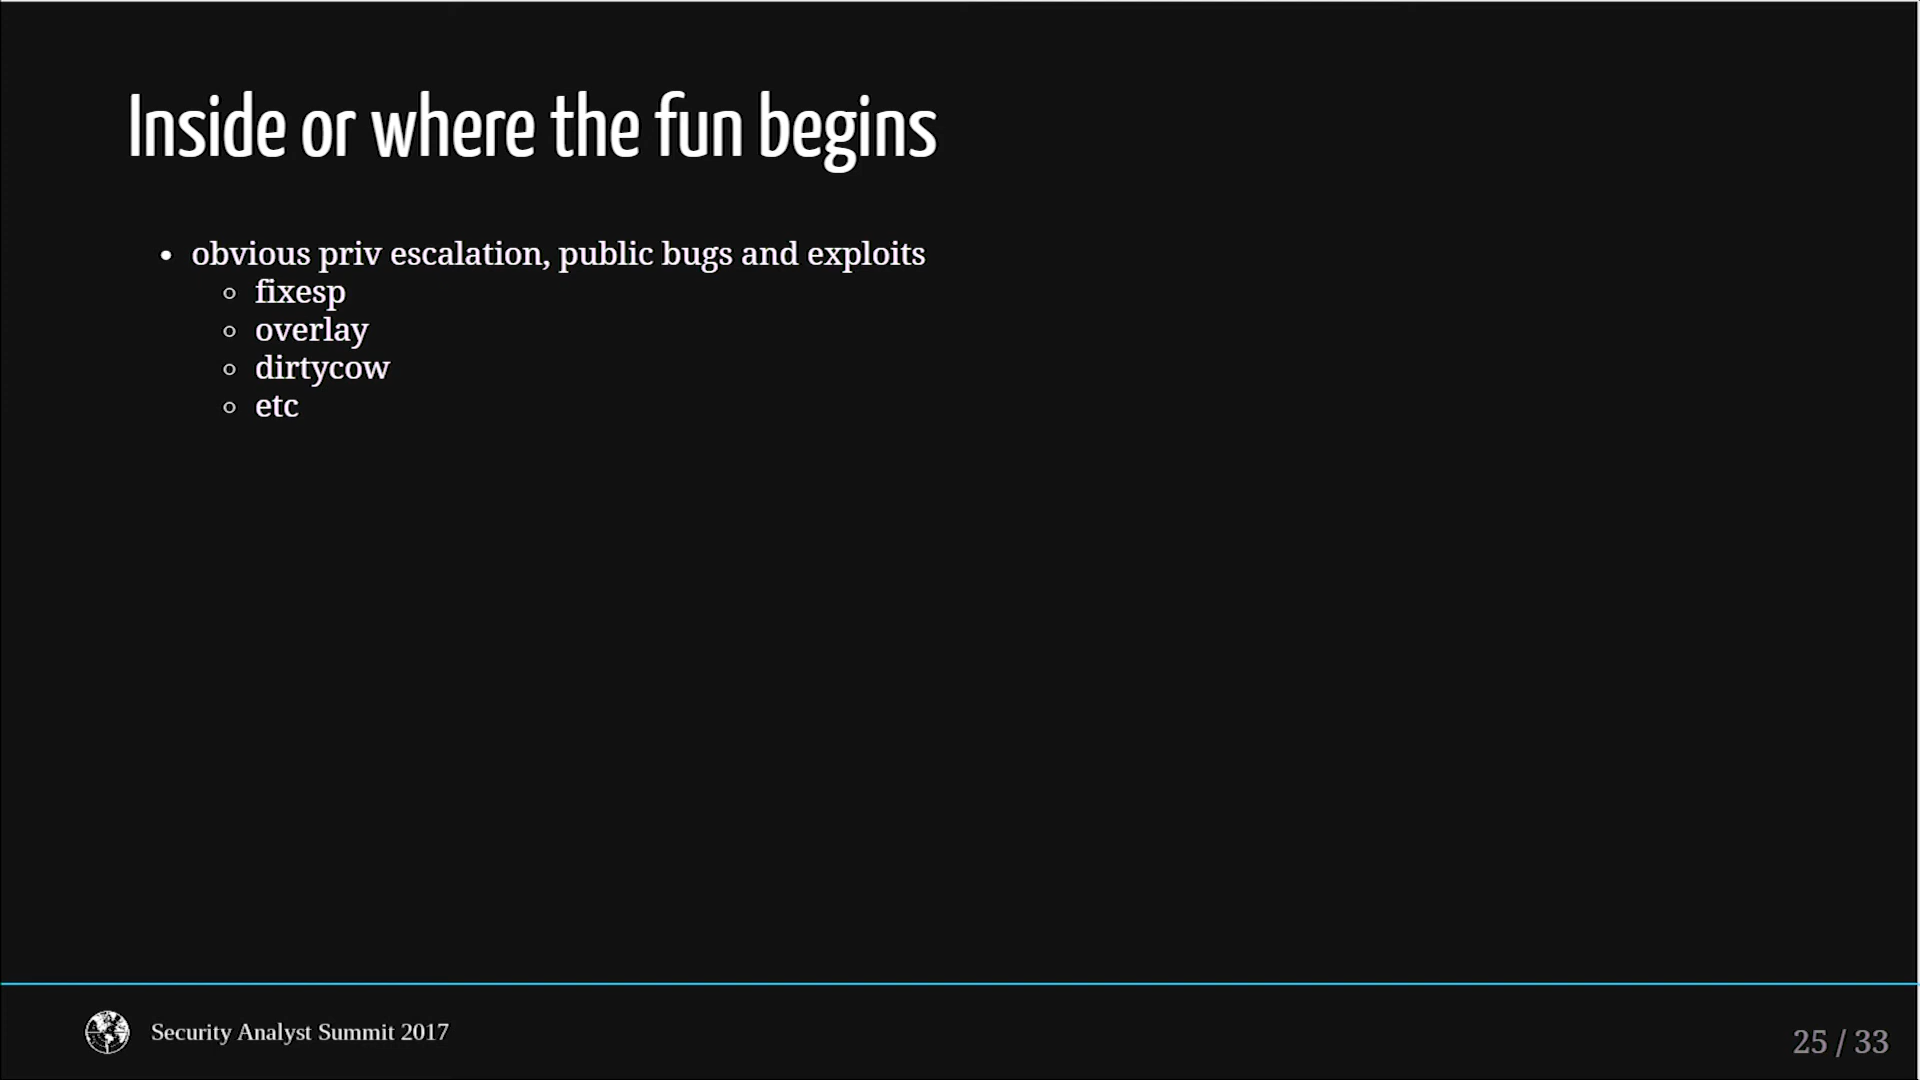 Inside or where the fun begins
obvious priv escalation, public bugs and exploits
fixesp
overlay
dirtycow
etc
Security Analyst Summit 2017
25 / 33